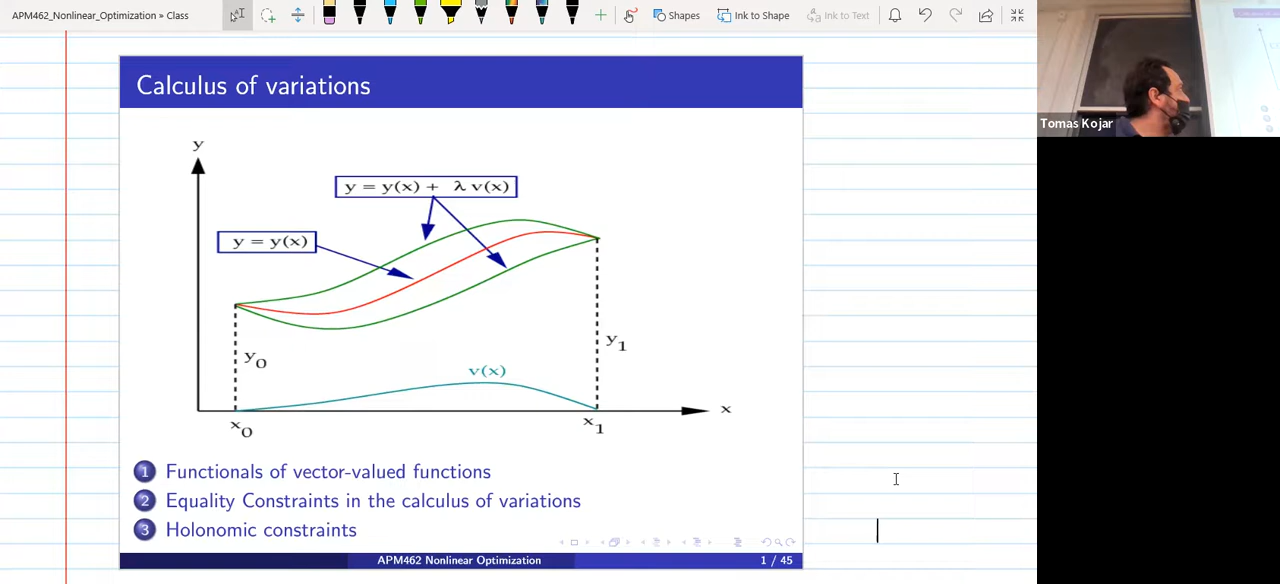 APM462_Nonlinear_Optimization » Class
Shapes
Ink to Shape
Ink to Text
Tomas Kojar
Calculus of variations
y
y = y(x) + λ v(x)
y = y(x)
y0
y1
v(x)
x
x0
x1
1 Functionals of vector-valued functions
2 Equality Constraints in the calculus of variations
3 Holonomic constraints
APM462 Nonlinear Optimization
1 / 45